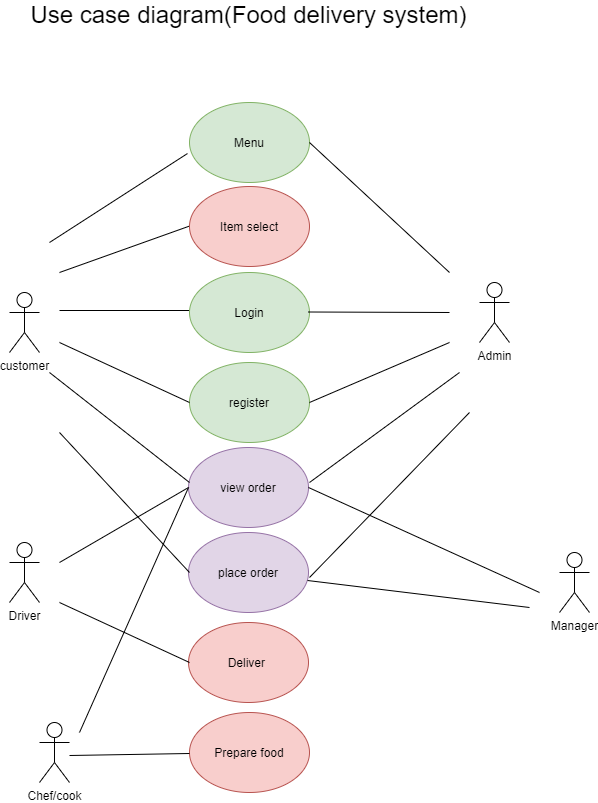 Use case diagram(Food delivery system)
Menu
Item select
Login
customer
Admin
register
view order
place order
Driver
Manager
Deliver
Prepare food
Chef/cook